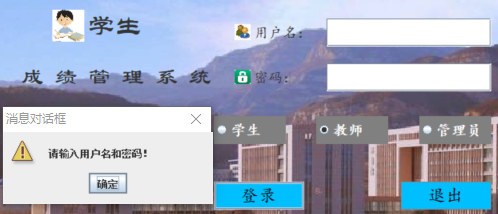 学生
用户名：
成绩管理系统
密码：
消息对话框
请输入用户名和密码！
确定
学生
教师
管理员
登录
退出